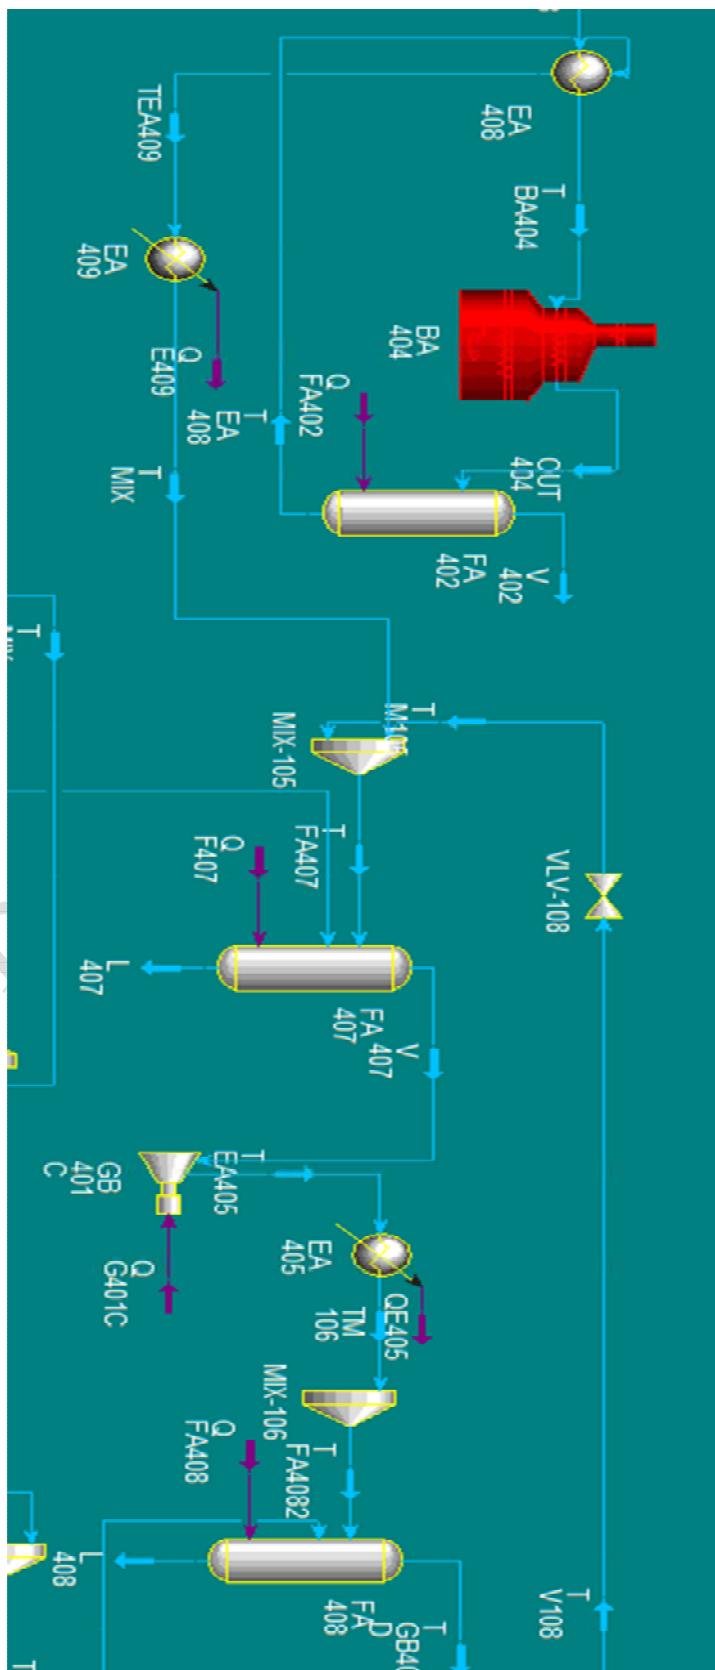 EA
408
TEA409
T
BA404
EA
409
BA
404
Q
E409
Q
FA402
T
EA
408
T
MIX
OUT
404
FA
402
V
402
T
T
MIX-105
T
FA407
Q
F407
VLV-108
L
407
FA
407
V
407
T
EA405
GB
401
C
EA
405
Q
G401C
QE405
TM
106
MIX-106
Q
FA408
T
FA4082
L
408
FA
408
D
T
T
V108
T